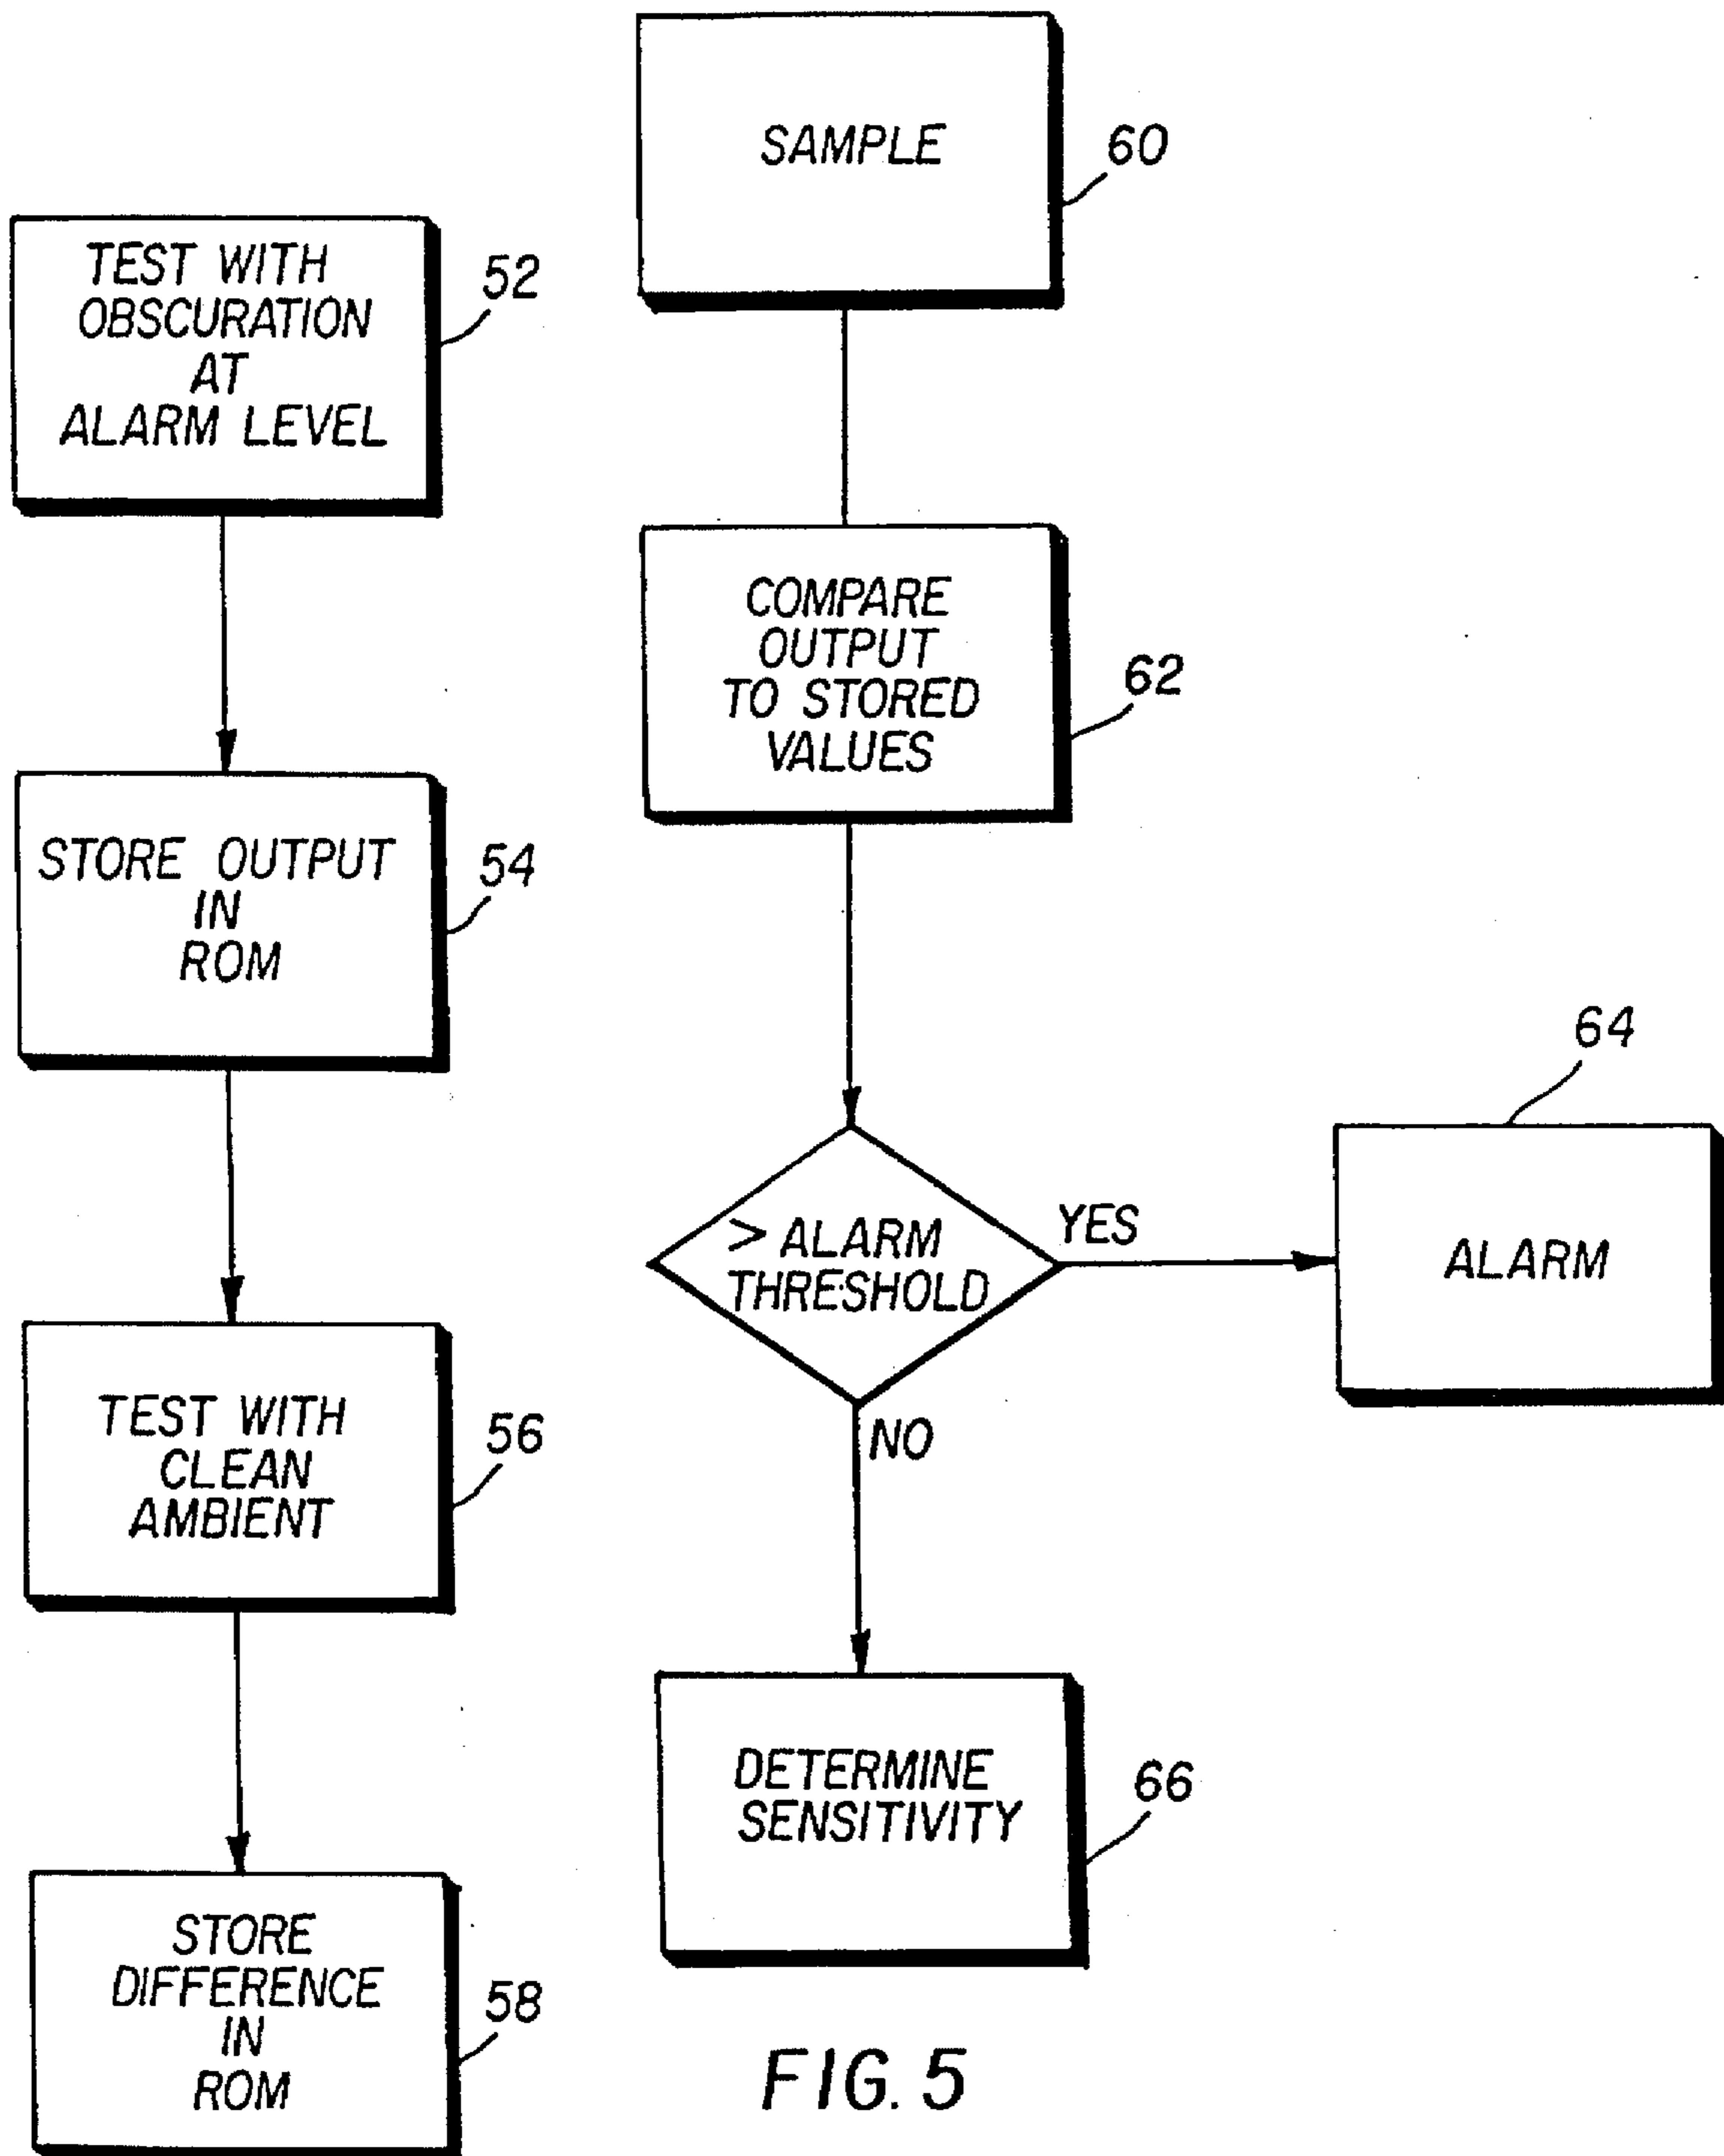 TEST WITH
OBSCURATION
AT
ALARM LEVEL
52
STORE OUTPUT
IN
ROM
54
TEST WITH
CLEAN
AMBIENT
56
STORE
DIFFERENCE
IN
ROM
58
SAMPLE
60
COMPARE
OUTPUT
TO STORED
VALUES
62
> ALARM
THRESHOLD
YES
ALARM
64
NO
DETERMINE
SENSITIVITY
66
FIG. 5